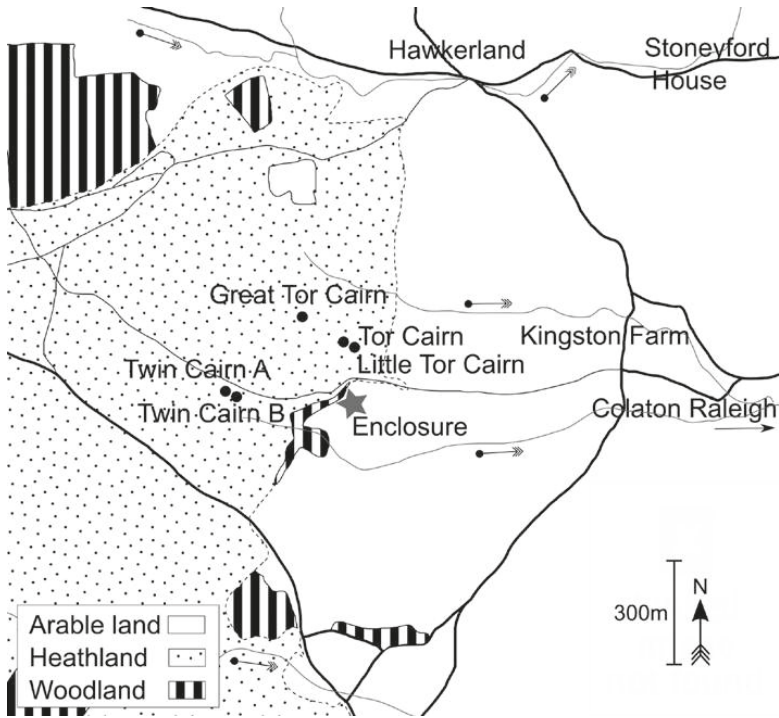 Hawkerland
Stoneyford
House
Great Tor Cairn
Tor Cairn
Kingston Farm
Little Tor Cairn
Twin Cairn A
Twin Cairn B
Colaton Raleigh
Enclosure
300m
N
Arable land
Heathland
Woodland